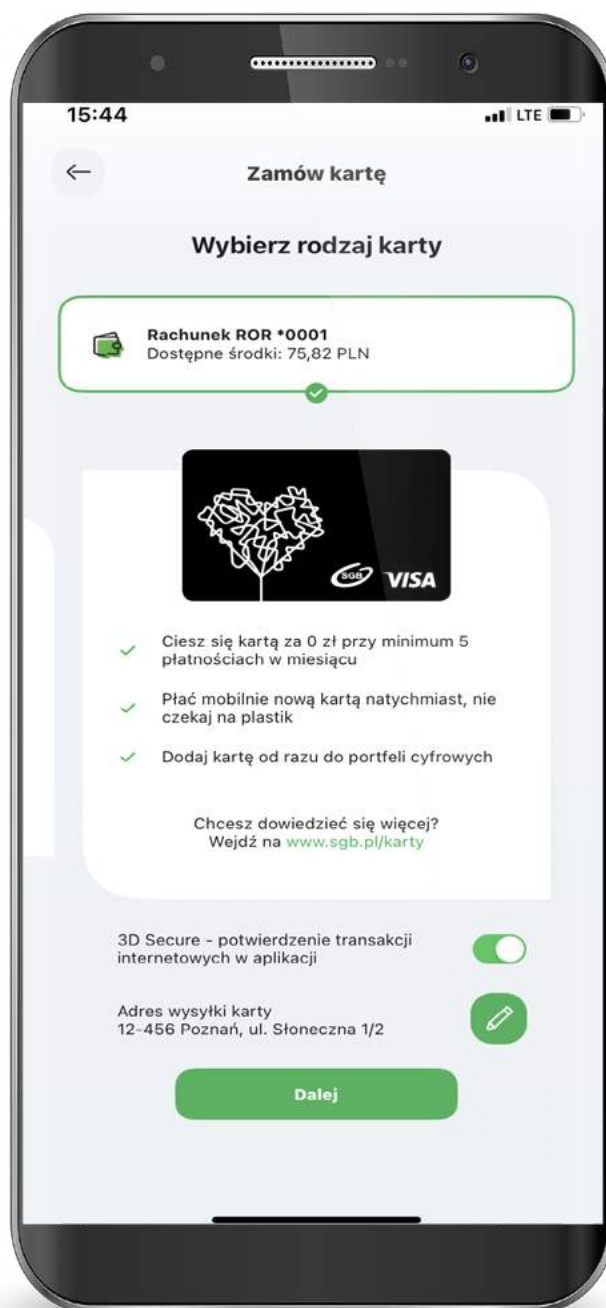 15:44
LTE
Zamów kartę
Wybierz rodzaj karty
Rachunek ROR *0001
Dostępne środki: 75,82 PLN
SGB VISA
Ciesz się kartą za 0 zł przy minimum 5
płatnościach w miesiącu
Płać mobilnie nową kartą natychmiast, nie
czekaj na plastik
Dodaj kartę od razu do portfeli cyfrowych
Chcesz dowiedzieć się więcej?
Wejdź na www.sgb.pl/karty
3D Secure – potwierdzenie transakcji
internetowych w aplikacji
Adres wysyłki karty
12-456 Poznań, ul. Słoneczna 1/2
Dalej